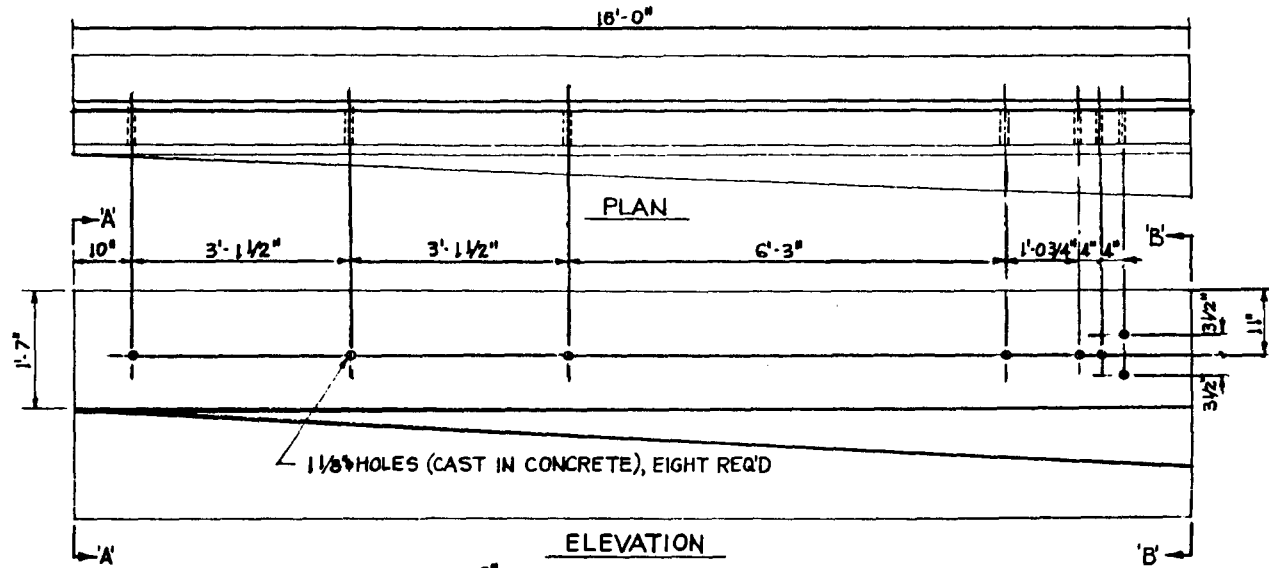 16'-0"
PLAN
'A'
'B'
10"
3'-1 1/2"
3'-1 1/2"
6'-3"
1'-0 3/4"
4"
4"
1'-7"
3 1/2"
11"
3 1/2"
1 1/8"ϕ HOLES (CAST IN CONCRETE), EIGHT REQ'D
ELEVATION
'A'
'B'